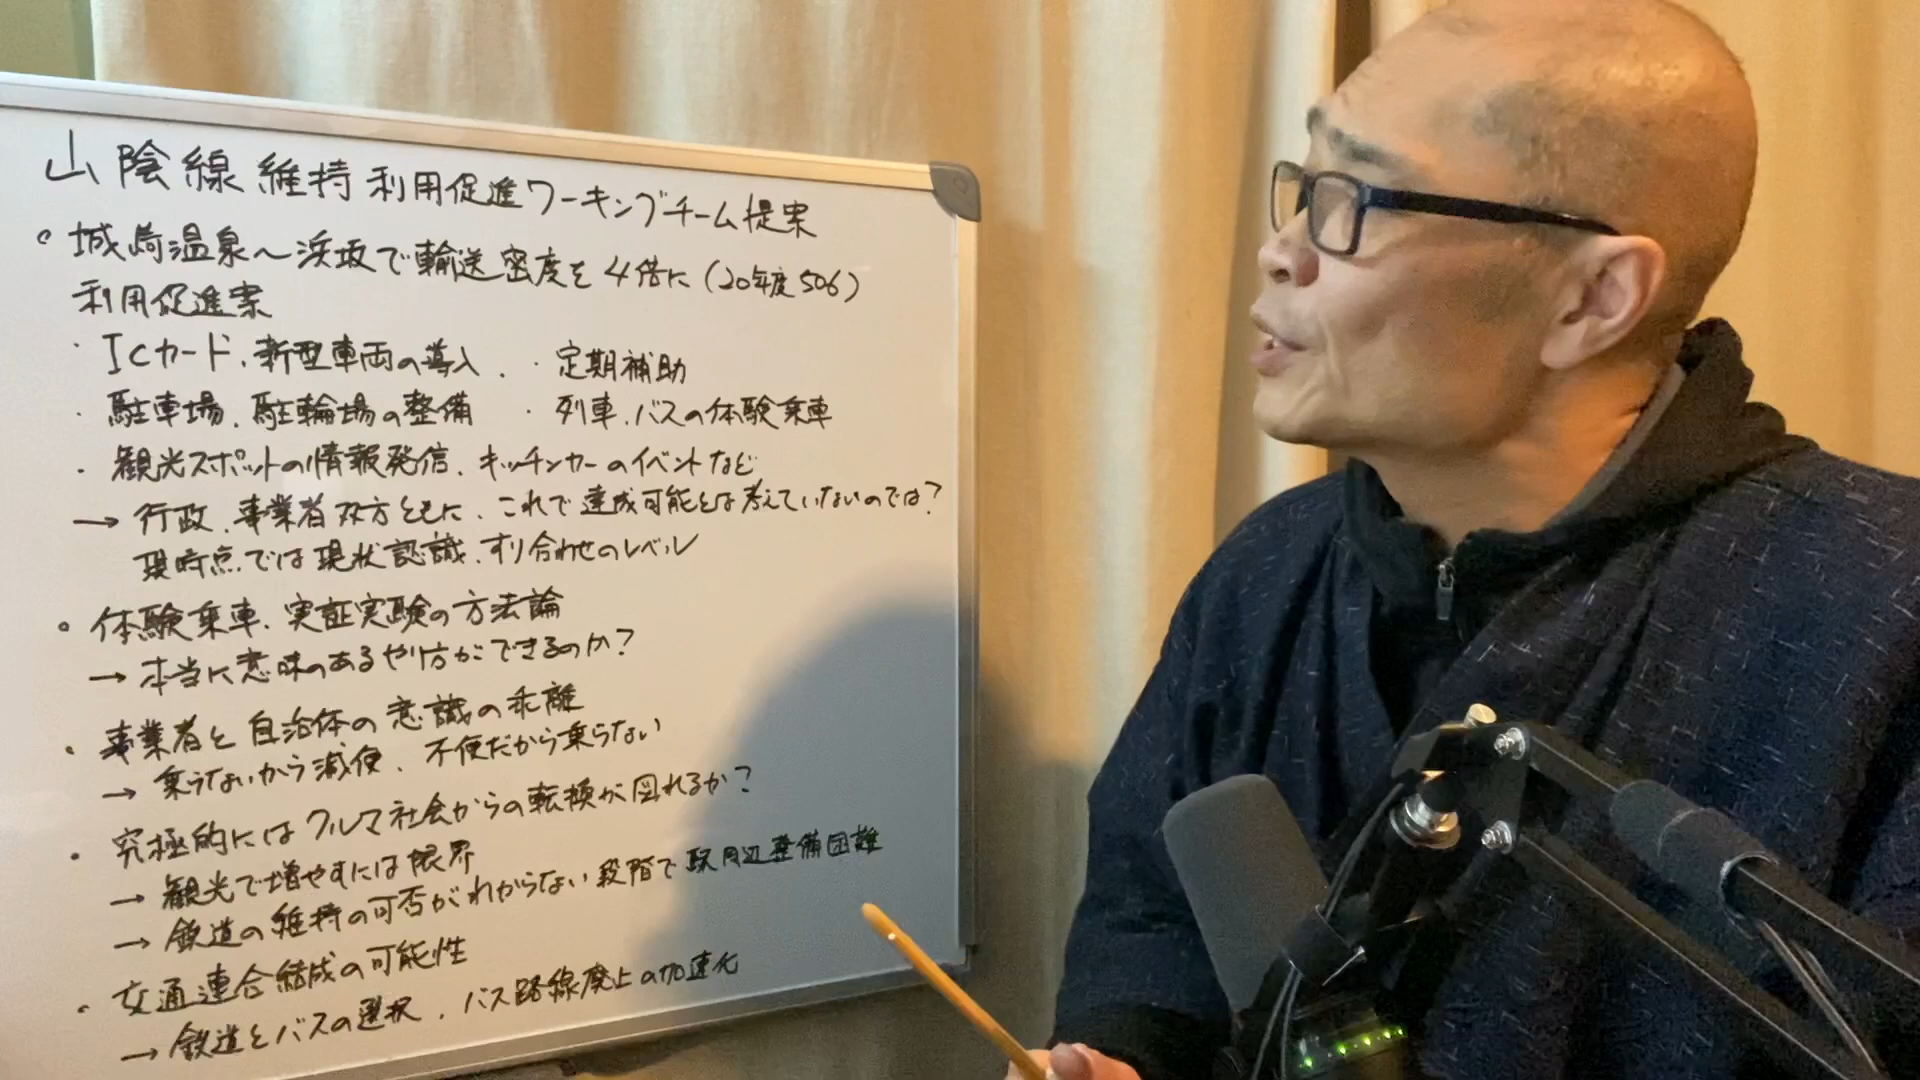 山陰線維持利用促進ワーキングチーム提案
。城崎温泉～浜坂で輸送密度を4倍に（20年度506）
利用促進案
・ICカード、新型車両の導入 ・定期補助
・駐車場、駐輪場の整備 ・列車、バスの体験乗車
・観光スポットの情報発信、キッチンカーのイベントなど
→ 行政、事業者双方ともに、これで達成可能とは考えていないのでは？
現時点では現状認識、すり合わせのレベル
。体験乗車、実証実験の方法論
→ 本当に意味のあるやり方ができるのか？
・事業者と自治体の意識の乖離
→ 乗らないから減便、不便だから乗らない
・究極的にはクルマ社会からの転換が図れるか？
→ 観光で増やすには限界
→ 鉄道の維持の可否がわからない段階で駅周辺整備困難
・交通連合結成の可能性
→ 鉄道とバスの選択、バス路線廃止の加速化